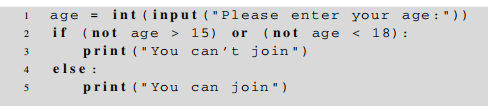 1 age = int(input("Please enter your age:"))
2 if (not age > 15) or (not age < 18):
3     print("You can't join")
4 else:
5     print("You can join")